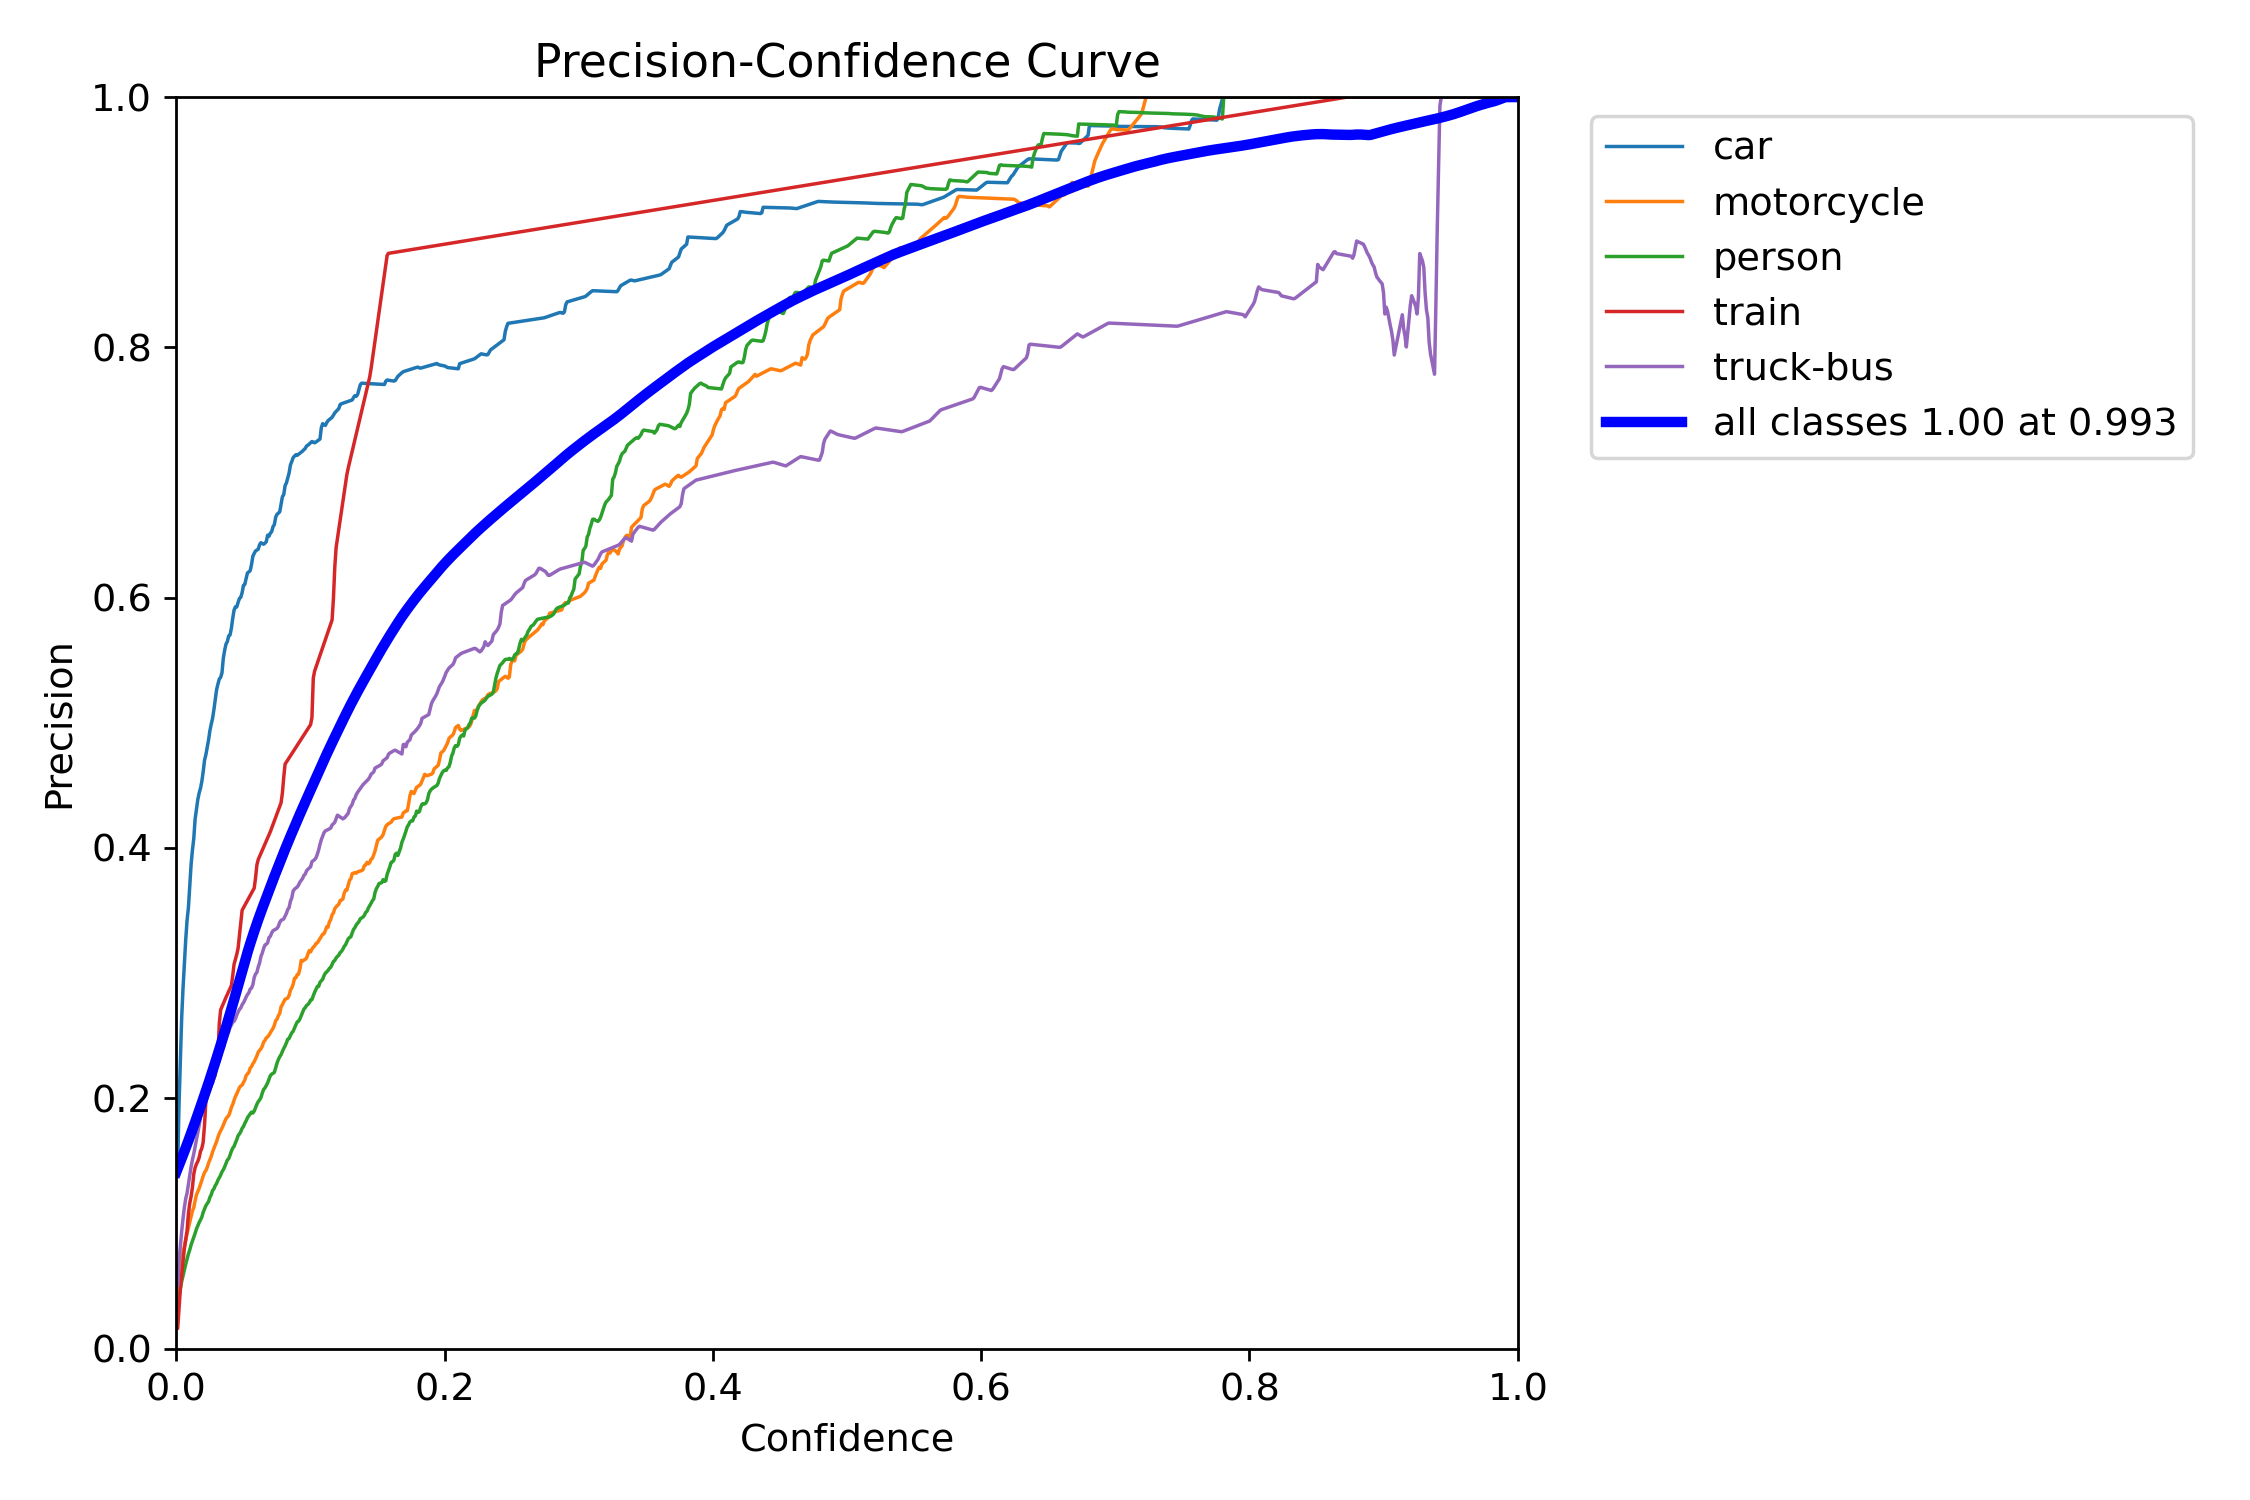 Precision-Confidence Curve
1.0
0.8
0.6
0.4
0.2
0.0
Precision
0.0 0.2 0.4 0.6 0.8 1.0
Confidence
car
motorcycle
person
train
truck-bus
all classes 1.00 at 0.993